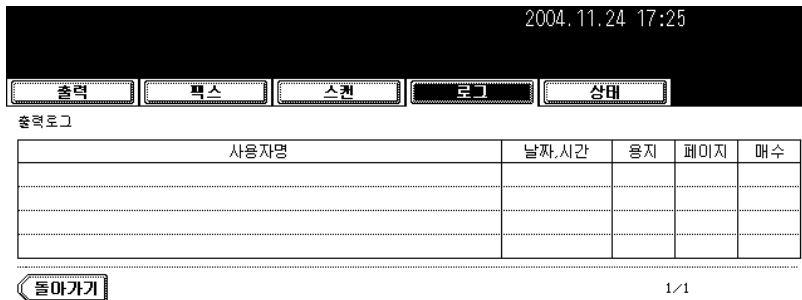 2004.11.24 17:25
출력 팩스 스캔 로그 상태
출력로그
사용자명 날짜,시간 용지 페이지 매수
돌아가기 1/1